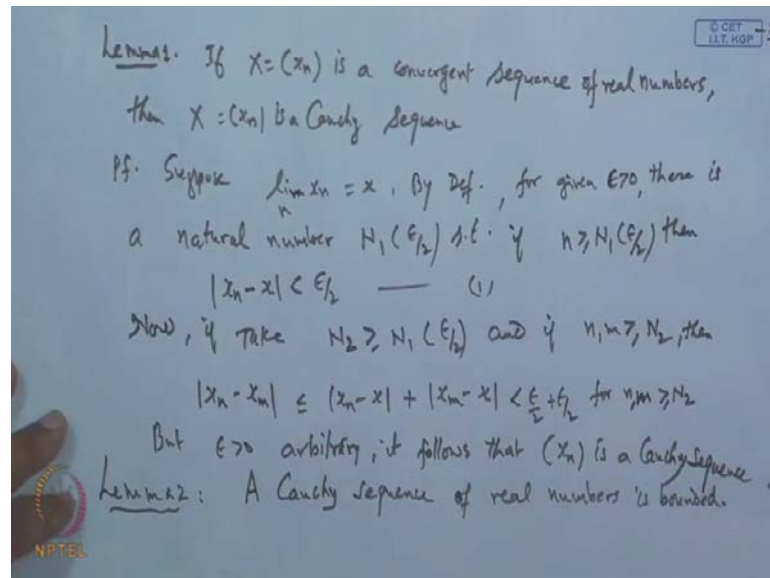 © CET
I.I.T. KGP
Lemma1. If X=(xₙ) is a convergent sequence of real numbers,
then X=(xₙ) is a Cauchy sequence
Pf. Suppose lim xₙ = x. By Def., for given ε>0, there is
n
a natural number N₁(ε/2) s.t. if n≥N₁(ε/2) then
|xₙ-x| < ε/2 —— (1)
Now, if Take N₂ ≥ N₁(ε/2) and if n,m≥N₂, then
|xₙ-xₘ| ≤ |xₙ-x| + |xₘ-x| < ε/2+ε/2 for n,m≥N₂
But ε>0 arbitrary, it follows that (xₙ) is a Cauchy sequence
Lemma2: A Cauchy sequence of real numbers is bounded.
NPTEL